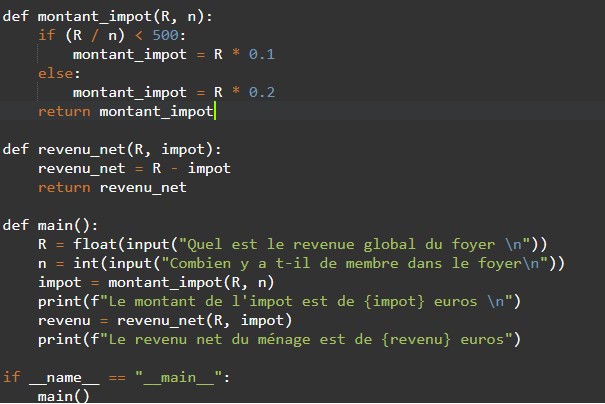 def montant_impot(R, n):
    if (R / n) < 500:
        montant_impot = R * 0.1
    else:
        montant_impot = R * 0.2
    return montant_impot
def revenu_net(R, impot):
    revenu_net = R - impot
    return revenu_net
def main():
    R = float(input("Quel est le revenue global du foyer \n"))
    n = int(input("Combien y a t-il de membre dans le foyer\n"))
    impot = montant_impot(R, n)
    print(f"Le montant de l'impot est de {impot} euros \n")
    revenu = revenu_net(R, impot)
    print(f"Le revenu net du ménage est de {revenu} euros")
if __name__ == "__main__":
    main()